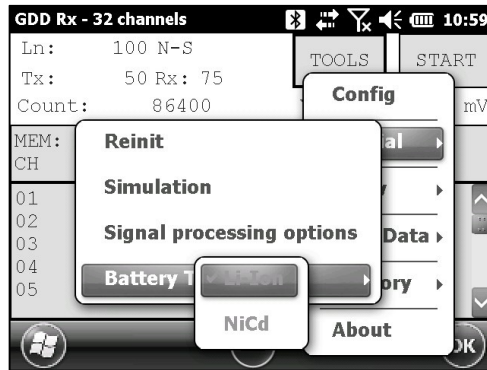 GDD Rx - 32 channels 10:59
Ln: 100 N-S
Tx: 50 Rx: 75
Count: 86400
mV
TOOLS
START
MEM:
CH
01
02
03
04
05
Config
Data
About
Reinit
Simulation
Signal processing options
Battery
Li-Ion
NiCd
OK